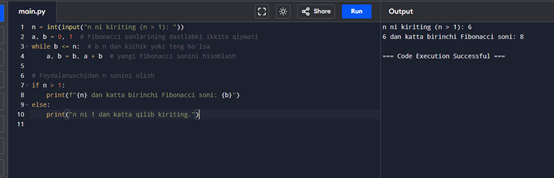 main.py
Share
Run
Output
1 n = int(input("n ni kiriting (n > 1): "))
2 a, b = 0, 1  # Fibonacci sonlarining dastlabki ikkita qiymati
3 while b <= n:  # b n dan kichik yoki teng bo'lsa
4     a, b = b, a + b  # yangi Fibonacci sonini hisoblash
5
6 # Foydalanuvchidan n sonini olish
7 if n > 1:
8     print(f"{n} dan katta birinchi Fibonacci soni: {b}")
9 else:
10     print("n ni 1 dan katta qilib kiriting.")
11
n ni kiriting (n > 1): 6
6 dan katta birinchi Fibonacci soni: 8
=== Code Execution Successful ===